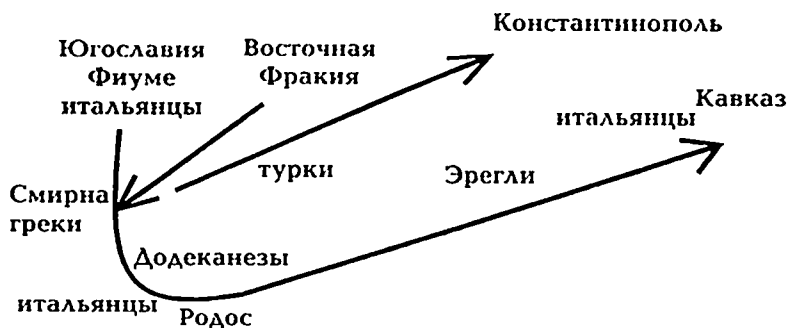 Константинополь
Югославия
Фиуме
итальянцы
Восточная
Фракия
Кавказ
итальянцы
турки
Эрегли
Смирна
греки
Додеканезы
итальянцы
Родос